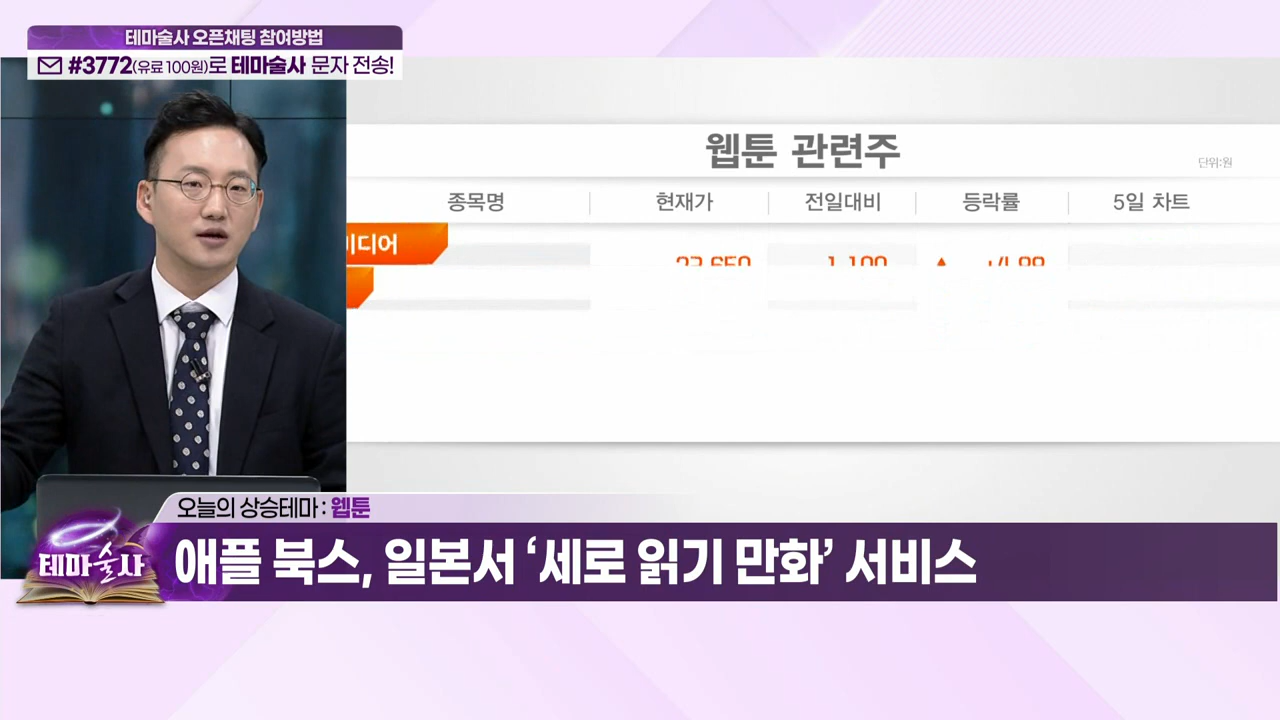 테마술사 오픈채팅 참여방법
#3772(유료 100원)로 테마술사 문자 전송!
웹툰 관련주
단위:원
종목명 현재가 전일대비 등락률 5일 차트
미디어
오늘의 상승테마 : 웹툰
테마술사
애플 북스, 일본서 ‘세로 읽기 만화’ 서비스